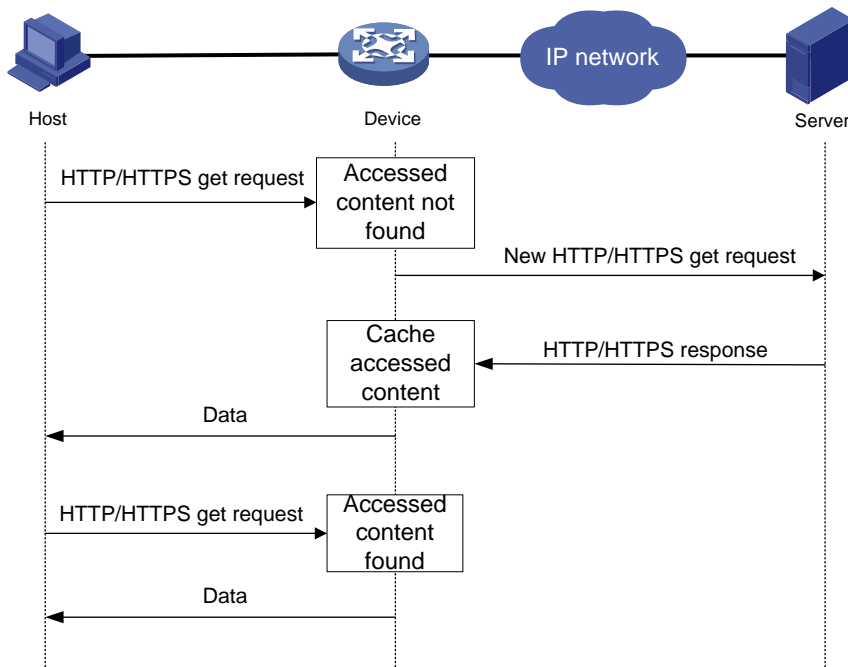 IP network
Host
Device
Server
HTTP/HTTPS get request
Accessed
content not
found
New HTTP/HTTPS get request
Cache
accessed
content
HTTP/HTTPS response
Data
HTTP/HTTPS get request
Accessed
content
found
Data